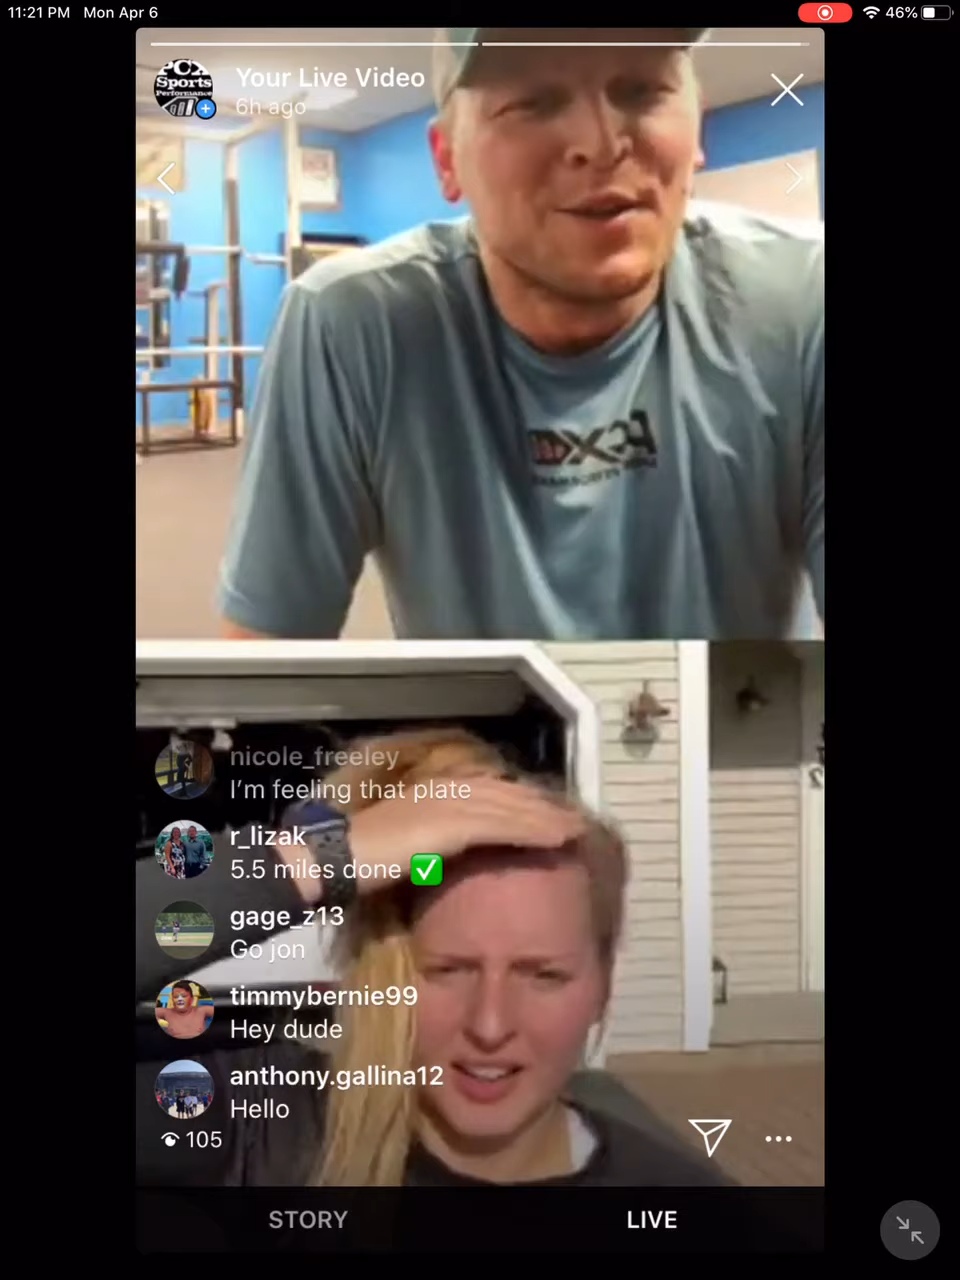 11:21 PM Mon Apr 6
46%
PCX
Sports
Performance
Your Live Video
6h ago
PCX
nicole_freeley
I'm feeling that plate
r_lizak
5.5 miles done ✅
gage_z13
Go jon
timmybernie99
Hey dude
anthony.gallina12
Hello
105
STORY
LIVE